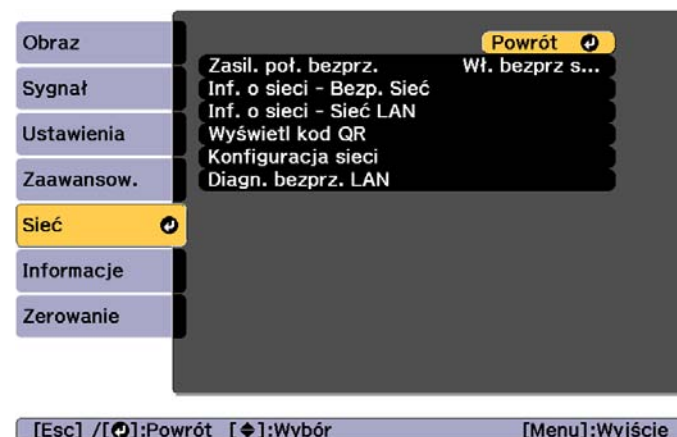 Obraz
Sygnał
Ustawienia
Zaawansow.
Sieć
Informacje
Zerowanie
Powrót
Zasil. poł. bezprz. Wł. bezprz s...
Inf. o sieci - Bezp. Sieć
Inf. o sieci - Sieć LAN
Wyświetl kod QR
Konfiguracja sieci
Diagn. bezprz. LAN
[Esc] /[↵]:Powrót [◆]:Wybór [Menu]:Wyjście